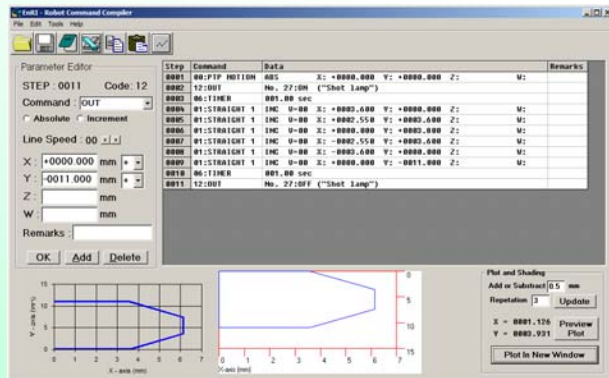 EnRI - Robot Command Compiler
File Edit Tools Help
Parameter Editor
STEP : 0011 Code: 12
Command : OUT
Absolute Increment
Line Speed : 00
X : +0000.000 mm +
Y : -0011.000 mm +
Z : mm
W : mm
Remarks :
OK Add Delete
Step Command Data Remarks
0001 00:PTP MOTION ABS X: +0000.000 Y: +0000.000 Z: W:
0002 12:OUT No. 27:ON ("Shot lamp")
0003 06:TIMER 001.00 sec
0004 01:STRAIGHT 1 INC V=00 X: +0003.600 Y: +0000.000 Z: W:
0005 01:STRAIGHT 1 INC V=00 X: +0002.550 Y: +0003.600 Z: W:
0006 01:STRAIGHT 1 INC V=00 X: +0000.000 Y: +0003.800 Z: W:
0007 01:STRAIGHT 1 INC V=00 X: -0002.550 Y: +0003.600 Z: W:
0008 01:STRAIGHT 1 INC V=00 X: -0003.600 Y: +0000.000 Z: W:
0009 01:STRAIGHT 1 INC V=00 X: +0000.000 Y: -0011.000 Z: W:
0010 06:TIMER 001.00 sec
0011 12:OUT No. 27:OFF ("Shot lamp")
15
10
5
0
0 1 2 3 4 5 6 7
Y - axis (mm)
X - axis (mm)
0
5
10
15
0 1 2 3 4 5 6 7
X-axis (mm)
Plot and Shading
Add or Substract 0.5 mm
Repetation 3 Update
X = 0001.126
Y = 0003.931
Preview
Plot
Plot In New Window